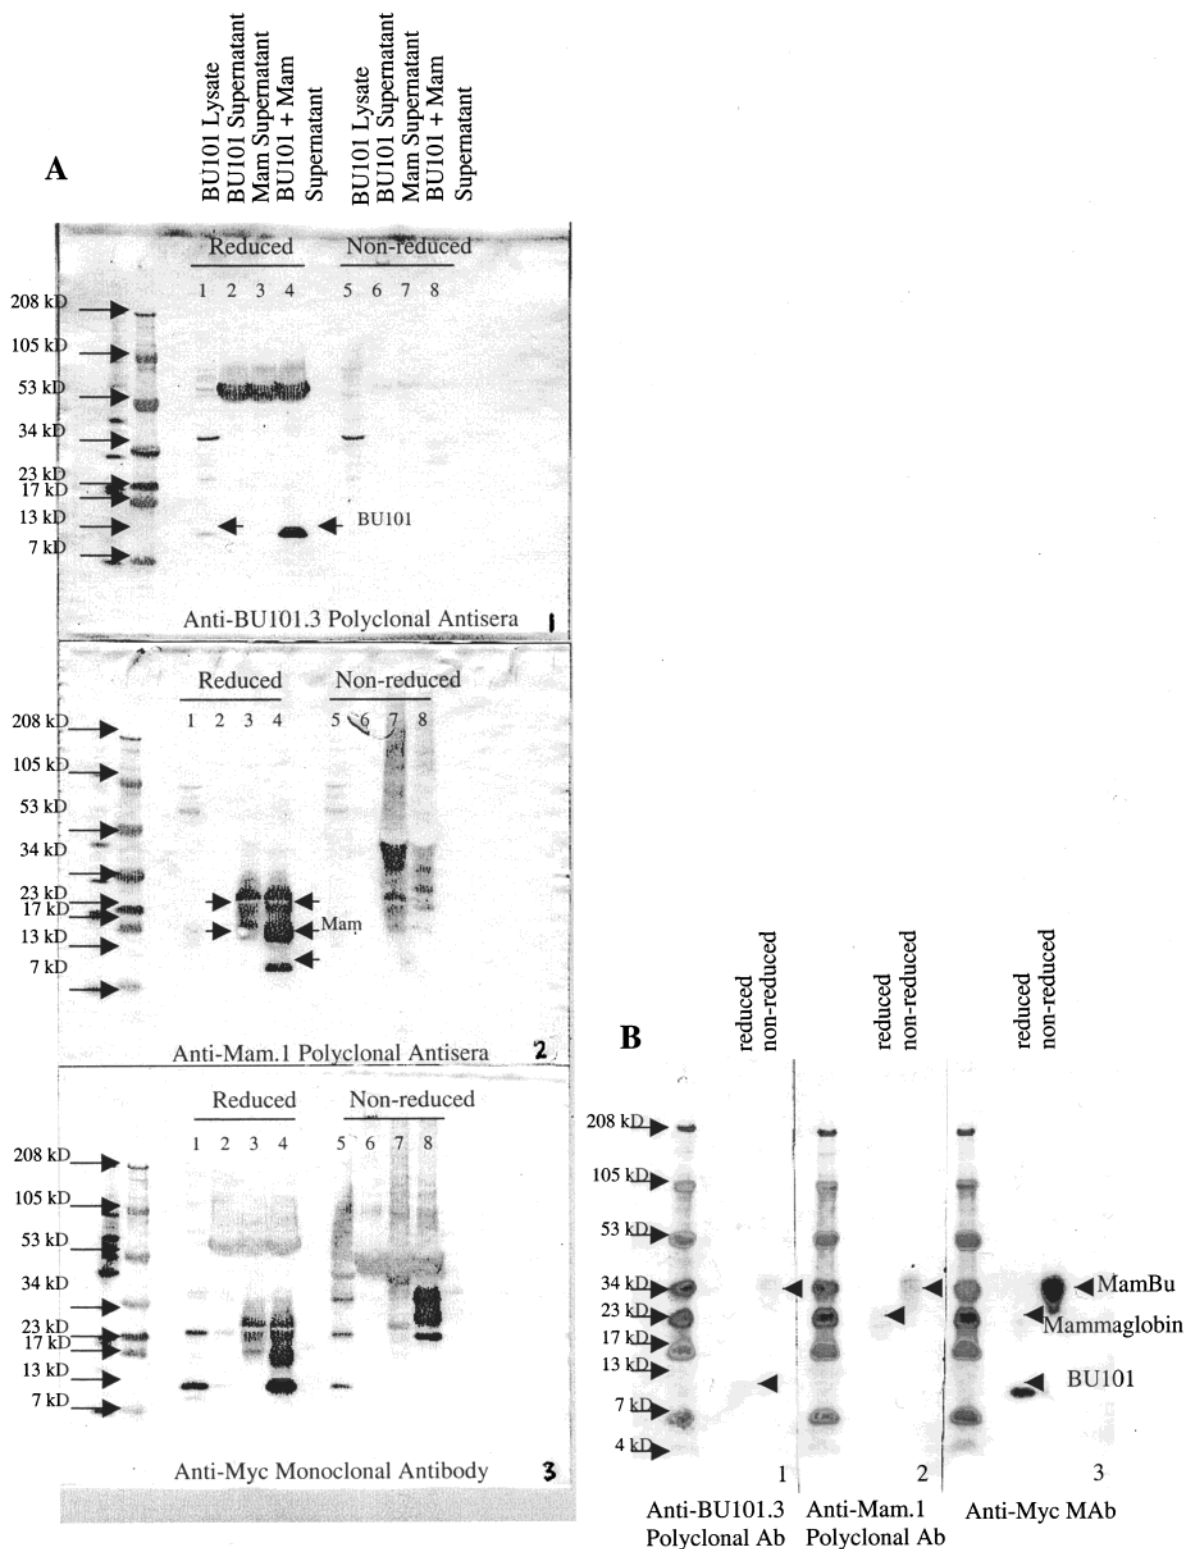 A
BU101 Lysate
BU101 Supernatant
Mam Supernatant
BU101 + Mam
Supernatant
BU101 Lysate
BU101 Supernatant
Mam Supernatant
BU101 + Mam
Supernatant
Reduced Non-reduced
1 2 3 4 5 6 7 8
208 kD
105 kD
53 kD
34 kD
23 kD
17 kD
13 kD
7 kD
BU101
Anti-BU101.3 Polyclonal Antisera 1
Reduced Non-reduced
1 2 3 4 5 6 7 8
208 kD
105 kD
53 kD
34 kD
23 kD
17 kD
13 kD
7 kD
Mam
Anti-Mam.1 Polyclonal Antisera 2
Reduced Non-reduced
1 2 3 4 5 6 7 8
208 kD
105 kD
53 kD
34 kD
23 kD
17 kD
13 kD
7 kD
Anti-Myc Monoclonal Antibody 3
B
reduced
non-reduced
reduced
non-reduced
reduced
non-reduced
208 kD
105 kD
53 kD
34 kD
23 kD
17 kD
13 kD
7 kD
4 kD
MamBu
Mammaglobin
BU101
1 2 3
Anti-BU101.3
Polyclonal Ab
Anti-Mam.1
Polyclonal Ab
Anti-Myc MAb